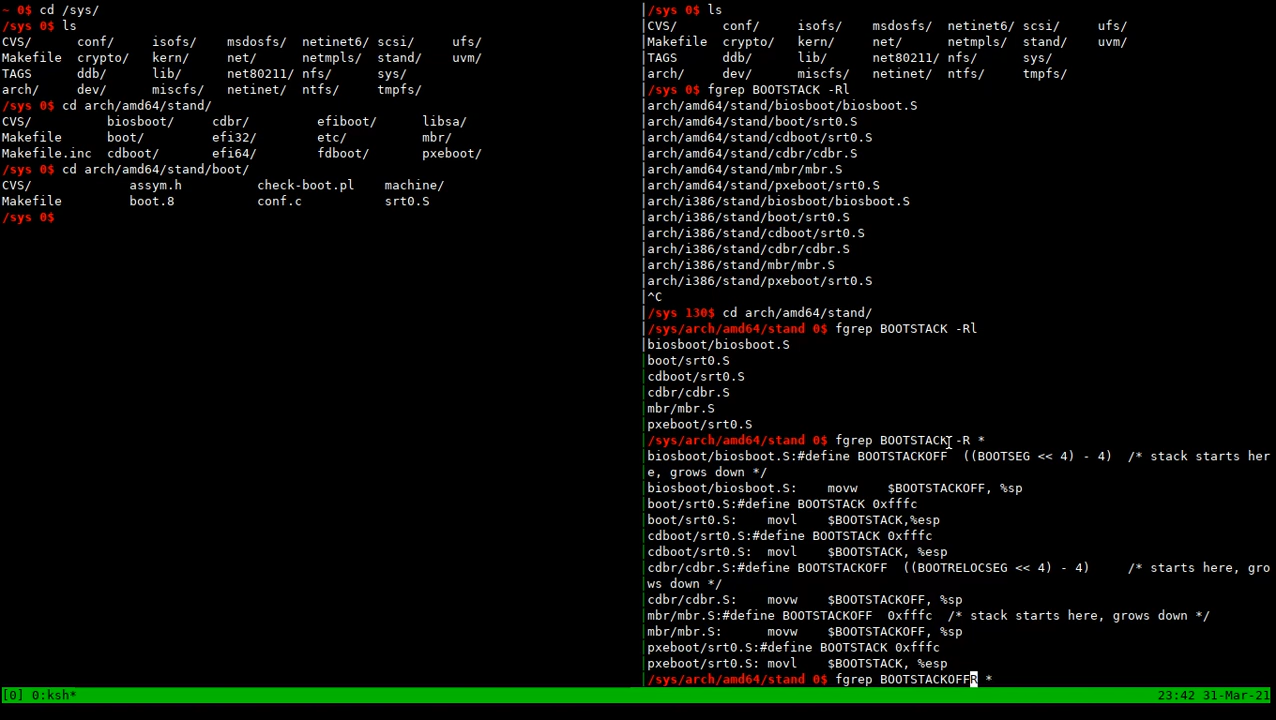 ~ 0$ cd /sys/
/sys 0$ ls
CVS/      conf/     isofs/    msdosfs/  netinet6/ scsi/     ufs/
Makefile  crypto/   kern/     net/      netmpls/  stand/    uvm/
TAGS      ddb/      lib/      net80211/ nfs/      sys/
arch/     dev/      miscfs/   netinet/  ntfs/     tmpfs/
/sys 0$ cd arch/amd64/stand/
CVS/          biosboot/     cdbr/         efiboot/      libsa/
Makefile      boot/         efi32/        etc/          mbr/
Makefile.inc  cdboot/       efi64/        fdboot/       pxeboot/
/sys 0$ cd arch/amd64/stand/boot/
CVS/             assym.h          check-boot.pl    machine/
Makefile         boot.8           conf.c           srt0.S
/sys 0$
/sys 0$ ls
CVS/      conf/     isofs/    msdosfs/  netinet6/ scsi/     ufs/
Makefile  crypto/   kern/     net/      netmpls/  stand/    uvm/
TAGS      ddb/      lib/      net80211/ nfs/      sys/
arch/     dev/      miscfs/   netinet/  ntfs/     tmpfs/
/sys 0$ fgrep BOOTSTACK -Rl
arch/amd64/stand/biosboot/biosboot.S
arch/amd64/stand/boot/srt0.S
arch/amd64/stand/cdboot/srt0.S
arch/amd64/stand/cdbr/cdbr.S
arch/amd64/stand/mbr/mbr.S
arch/amd64/stand/pxeboot/srt0.S
arch/i386/stand/biosboot/biosboot.S
arch/i386/stand/boot/srt0.S
arch/i386/stand/cdboot/srt0.S
arch/i386/stand/cdbr/cdbr.S
arch/i386/stand/mbr/mbr.S
arch/i386/stand/pxeboot/srt0.S
^C
/sys 130$ cd arch/amd64/stand/
/sys/arch/amd64/stand 0$ fgrep BOOTSTACK -Rl
biosboot/biosboot.S
boot/srt0.S
cdboot/srt0.S
cdbr/cdbr.S
mbr/mbr.S
pxeboot/srt0.S
/sys/arch/amd64/stand 0$ fgrep BOOTSTACK -R *
biosboot/biosboot.S:#define BOOTSTACKOFF  ((BOOTSEG << 4) - 4)  /* stack starts her
e, grows down */
biosboot/biosboot.S:    movw    $BOOTSTACKOFF, %sp
boot/srt0.S:#define BOOTSTACK 0xfffc
boot/srt0.S:    movl    $BOOTSTACK,%esp
cdboot/srt0.S:#define BOOTSTACK 0xfffc
cdboot/srt0.S:  movl    $BOOTSTACK, %esp
cdbr/cdbr.S:#define BOOTSTACKOFF  ((BOOTRELOCSEG << 4) - 4)     /* starts here, gro
ws down */
cdbr/cdbr.S:    movw    $BOOTSTACKOFF, %sp
mbr/mbr.S:#define BOOTSTACKOFF  0xfffc  /* stack starts here, grows down */
mbr/mbr.S:      movw    $BOOTSTACKOFF, %sp
pxeboot/srt0.S:#define BOOTSTACK 0xfffc
pxeboot/srt0.S: movl    $BOOTSTACK, %esp
/sys/arch/amd64/stand 0$ fgrep BOOTSTACKOFFR *
[0] 0:ksh*                                        23:42 31-Mar-21